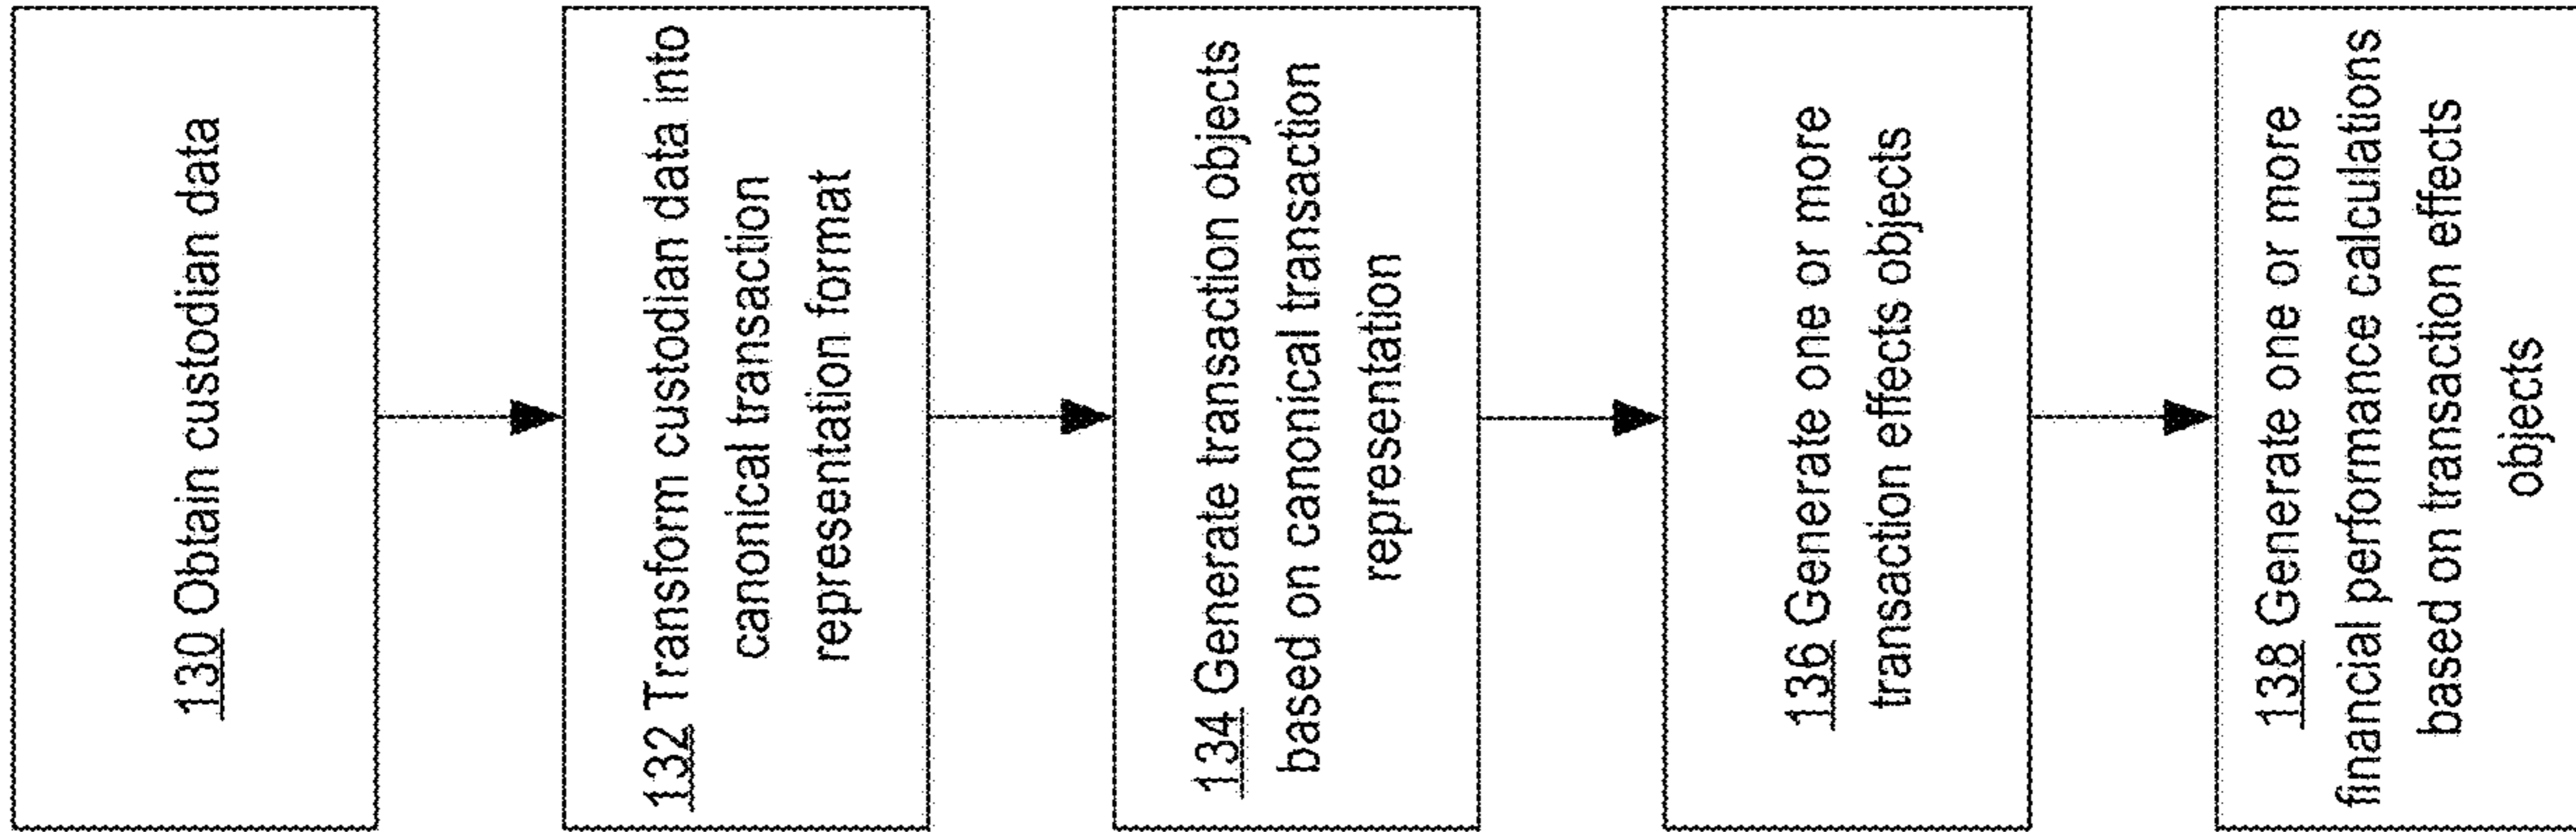 130 Obtain custodian data
132 Transform custodian data into
canonical transaction
representation format
134 Generate transaction objects
based on canonical transaction
representation
136 Generate one or more
transaction effects objects
138 Generate one or more
financial performance calculations
based on transaction effects
objects